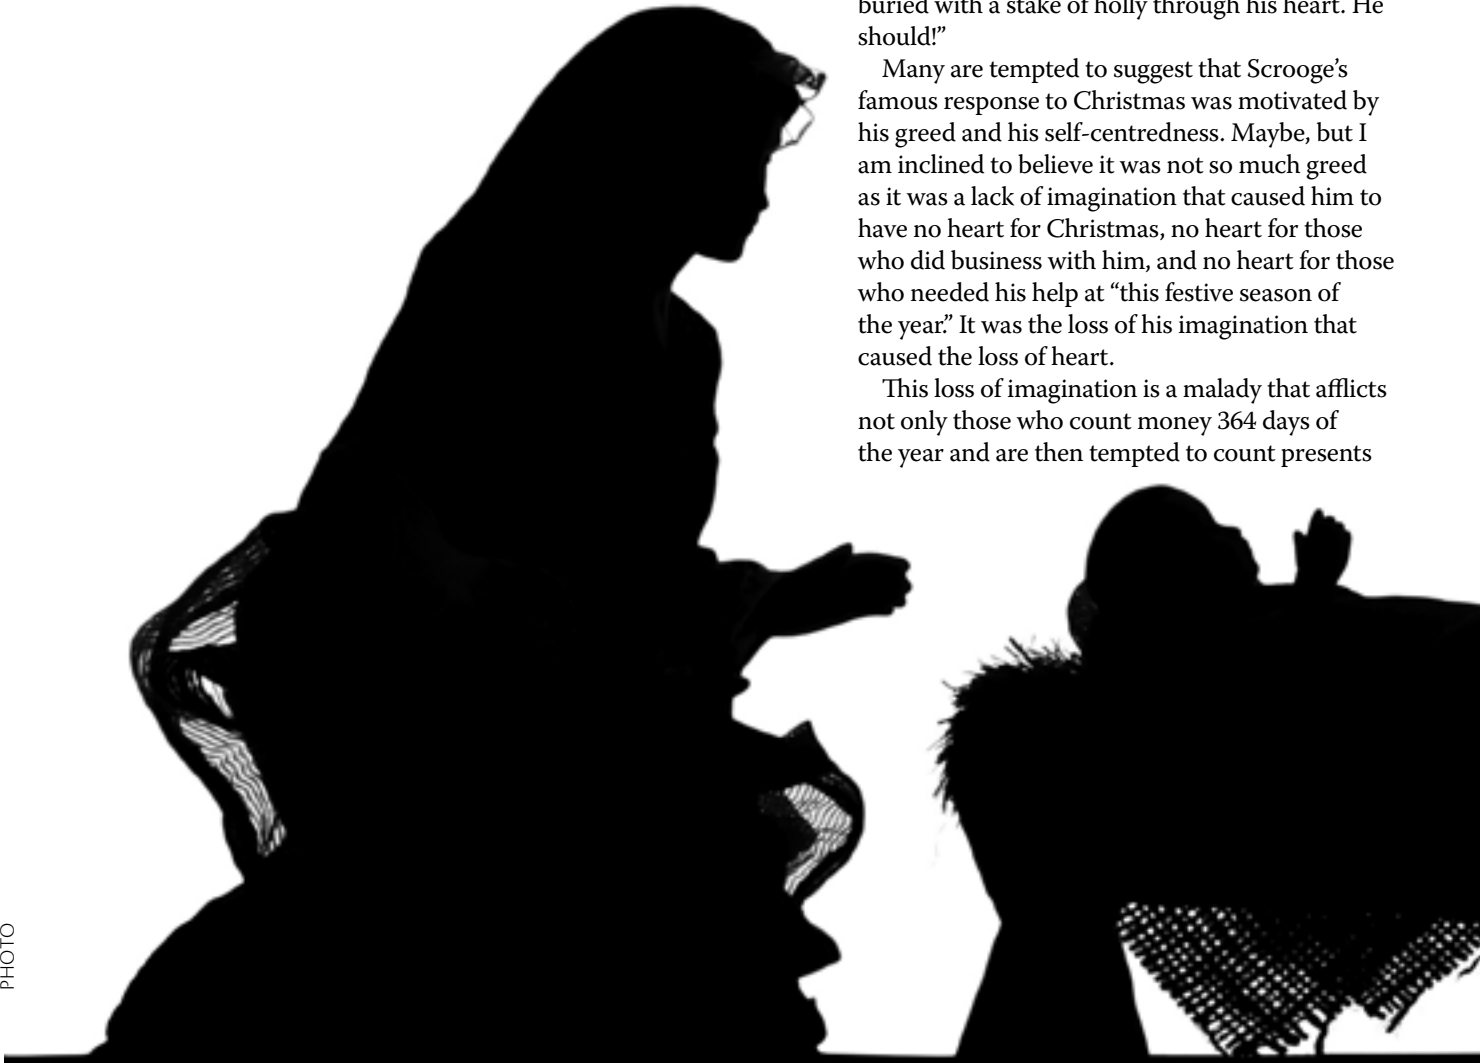 buried with a stake of holly through his heart. He
should!”
Many are tempted to suggest that Scrooge’s
famous response to Christmas was motivated by
his greed and his self-centredness. Maybe, but I
am inclined to believe it was not so much greed
as it was a lack of imagination that caused him to
have no heart for Christmas, no heart for those
who did business with him, and no heart for those
who needed his help at “this festive season of
the year.” It was the loss of his imagination that
caused the loss of heart.
This loss of imagination is a malady that afflicts
not only those who count money 364 days of
the year and are then tempted to count presents
PHOTO